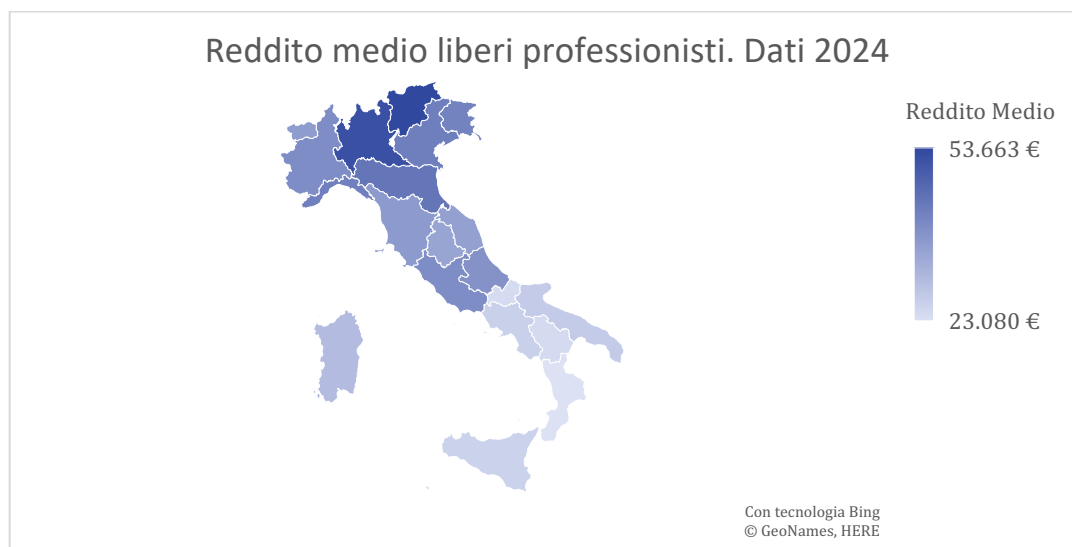 Reddito medio liberi professionisti. Dati 2024
Reddito Medio
53.663 €
23.080 €
Con tecnologia Bing
© GeoNames, HERE